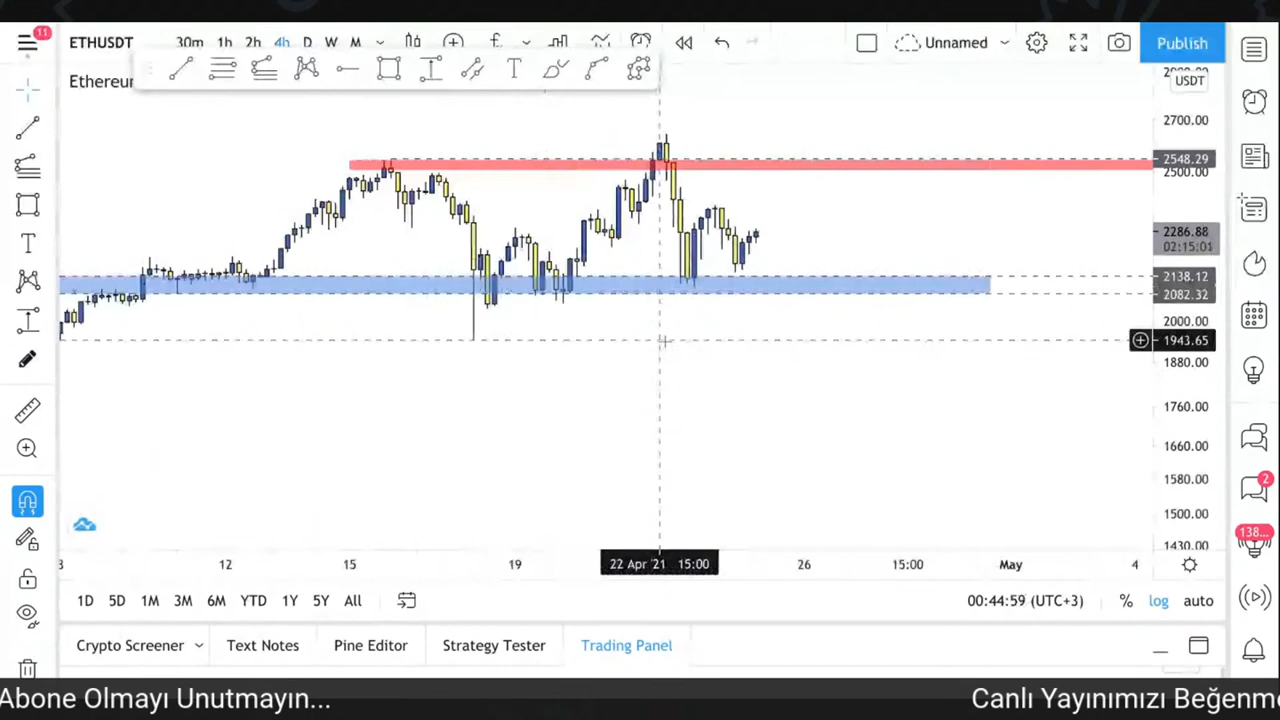 11
ETHUSDT
30m 1h 2h 4h D W M
Unnamed
Publish
Ethereu
USDT
2700.00
2548.29
2500.00
2286.88
02:15:01
2138.12
2082.32
2000.00
1943.65
1880.00
1760.00
1660.00
1580.00
1500.00
1430.00
2
138...
12 15 19 22 Apr '21 15:00 26 15:00 May 4
1D 5D 1M 3M 6M YTD 1Y 5Y All
00:44:59 (UTC+3) % log auto
Crypto Screener Text Notes Pine Editor Strategy Tester Trading Panel
Abone Olmayı Unutmayın... Canlı Yayınımızı Beğenm